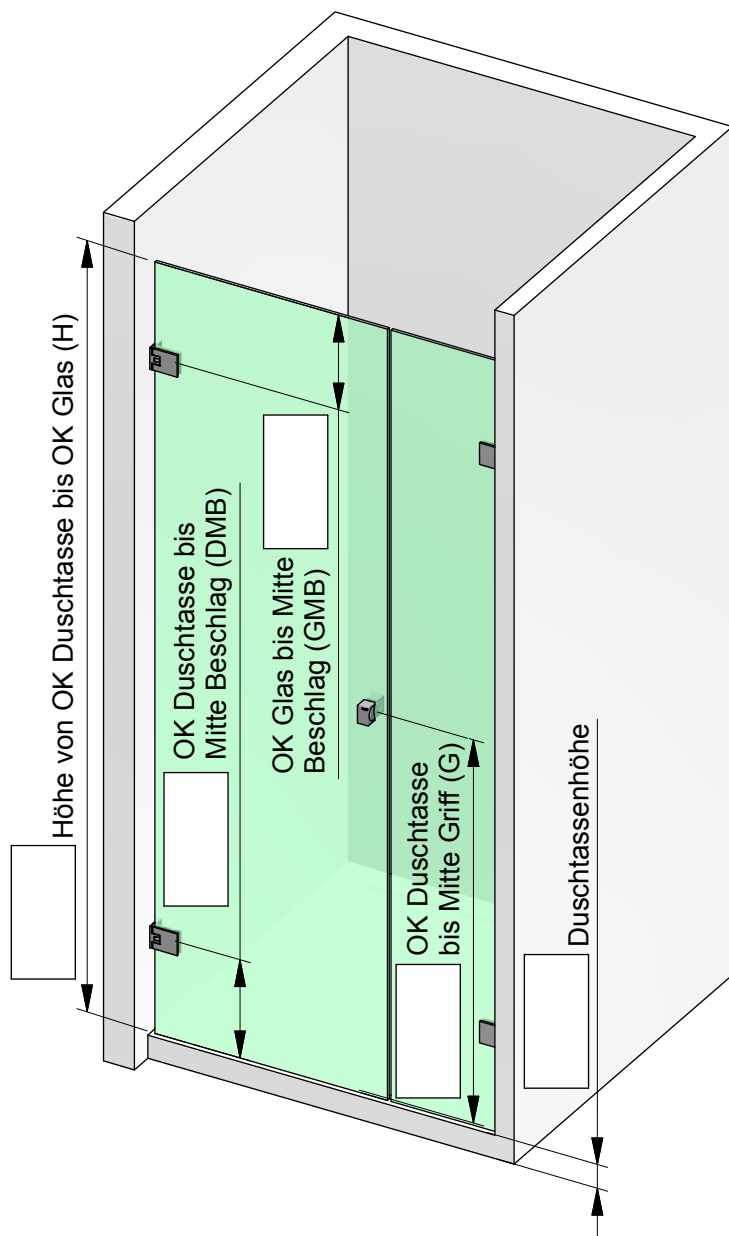 Höhe von OK Duschtasse bis OK Glas (H)
OK Duschtasse bis
Mitte Beschlag (DMB)
OK Glas bis Mitte
Beschlag (GMB)
OK Duschtasse
bis Mitte Griff (G)
Duschtassenhöhe